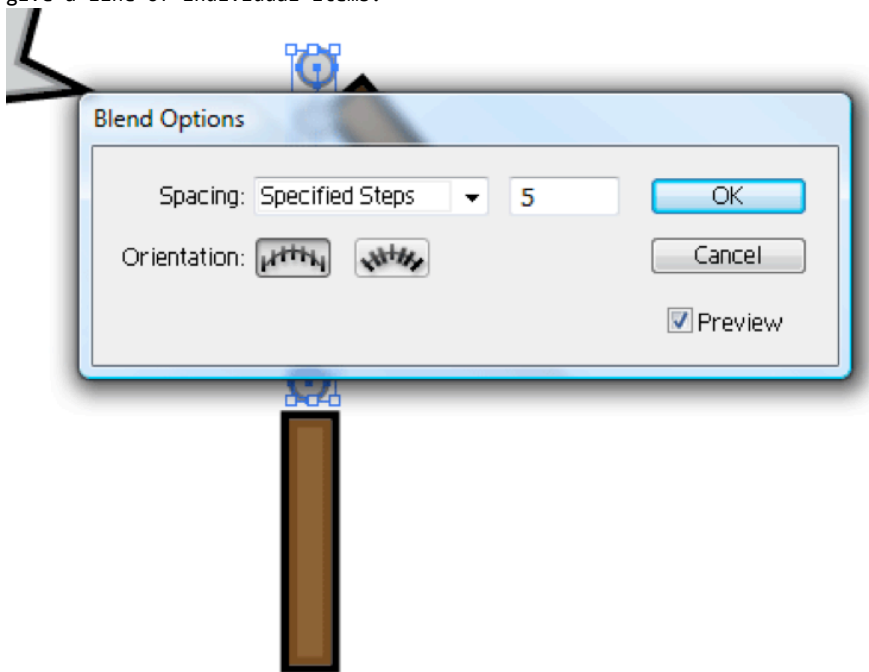 Blend Options
Spacing: Specified Steps 5 OK
Orientation: Cancel
Preview